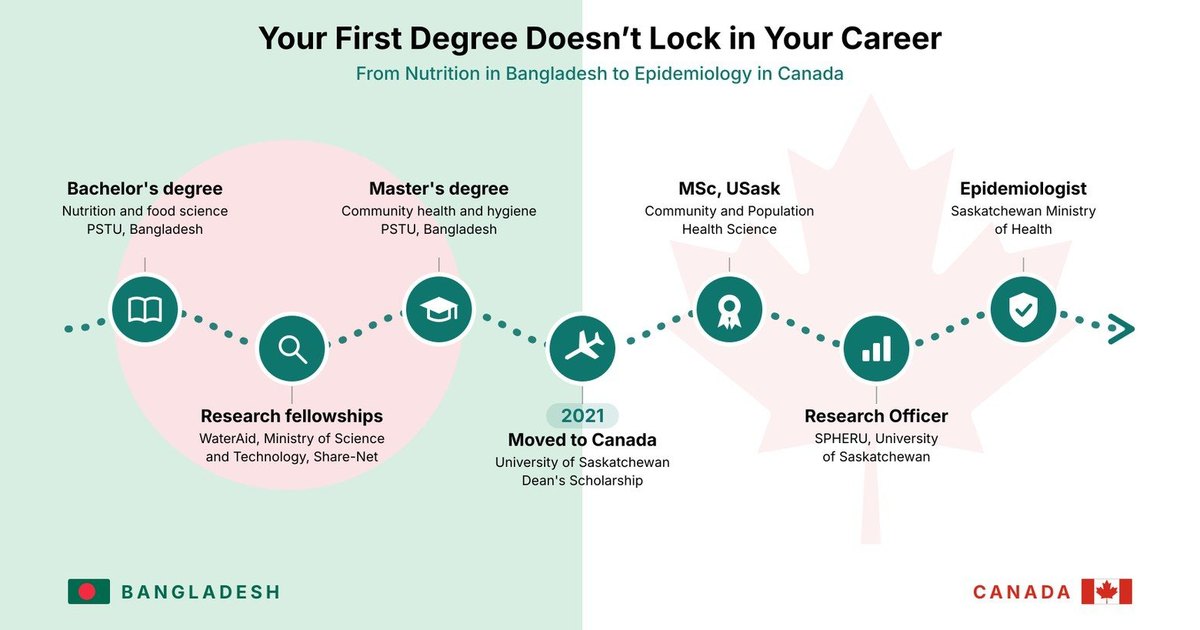 Your First Degree Doesn’t Lock in Your Career
From Nutrition in Bangladesh to Epidemiology in Canada
Bachelor's degree
Nutrition and food science
PSTU, Bangladesh
Research fellowships
WaterAid, Ministry of Science
and Technology, Share-Net
Master's degree
Community health and hygiene
PSTU, Bangladesh
2021
Moved to Canada
University of Saskatchewan
Dean's Scholarship
MSc, USask
Community and Population
Health Science
Research Officer
SPHERU, University
of Saskatchewan
Epidemiologist
Saskatchewan Ministry
of Health
BANGLADESH
CANADA